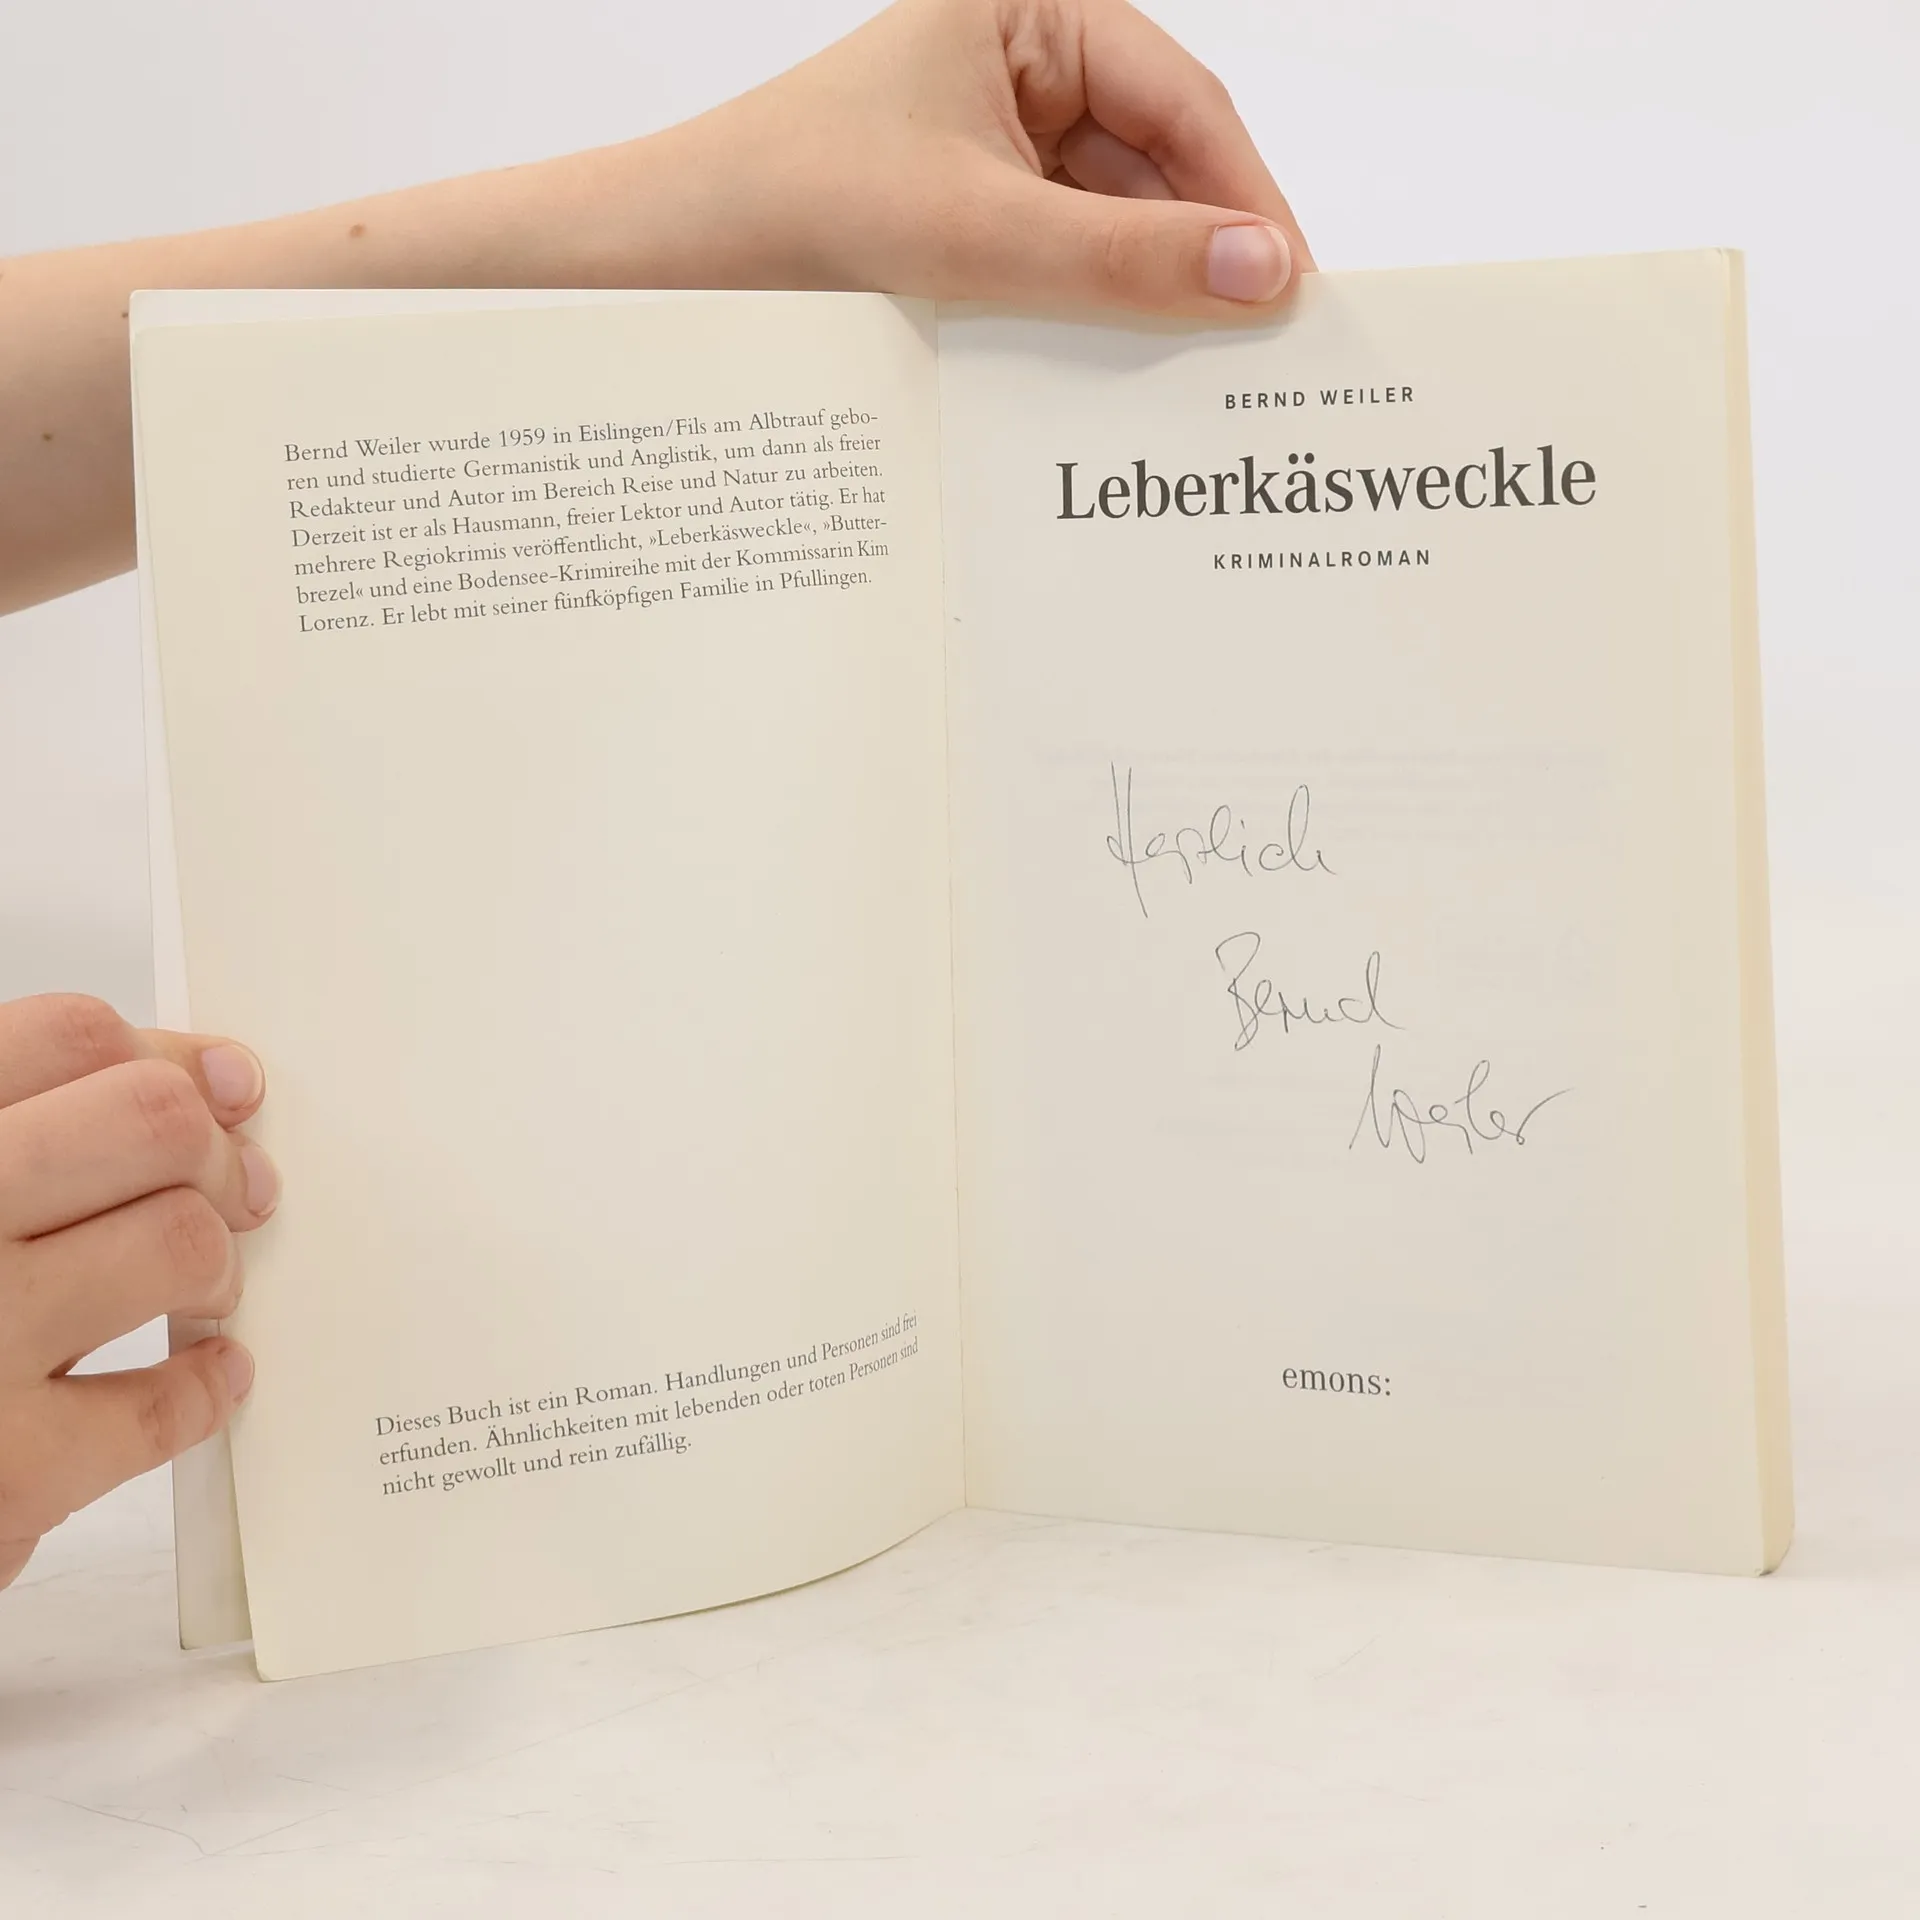 Bernd Weiler wurde 1959 in Eislingen/Fils am Albtrauf gebo-
ren und studierte Germanistik und Anglistik, um dann als freier
Redakteur und Autor im Bereich Reise und Natur zu arbeiten.
Derzeit ist er als Hausmann, freier Lektor und Autor tätig. Er hat
mehrere Regiokrimis veröffentlicht, »Leberkäsweckle«, »Butter-
brezel« und eine Bodensee-Krimireihe mit der Kommissarin Kim
Lorenz. Er lebt mit seiner fünfköpfigen Familie in Pfullingen.
Dieses Buch ist ein Roman. Handlungen und Personen sind frei
erfunden. Ähnlichkeiten mit lebenden oder toten Personen sind
nicht gewollt und rein zufällig.
BERND WEILER
Leberkäsweckle
KRIMINALROMAN
Herzlich
Bernd
Weiler
emons: